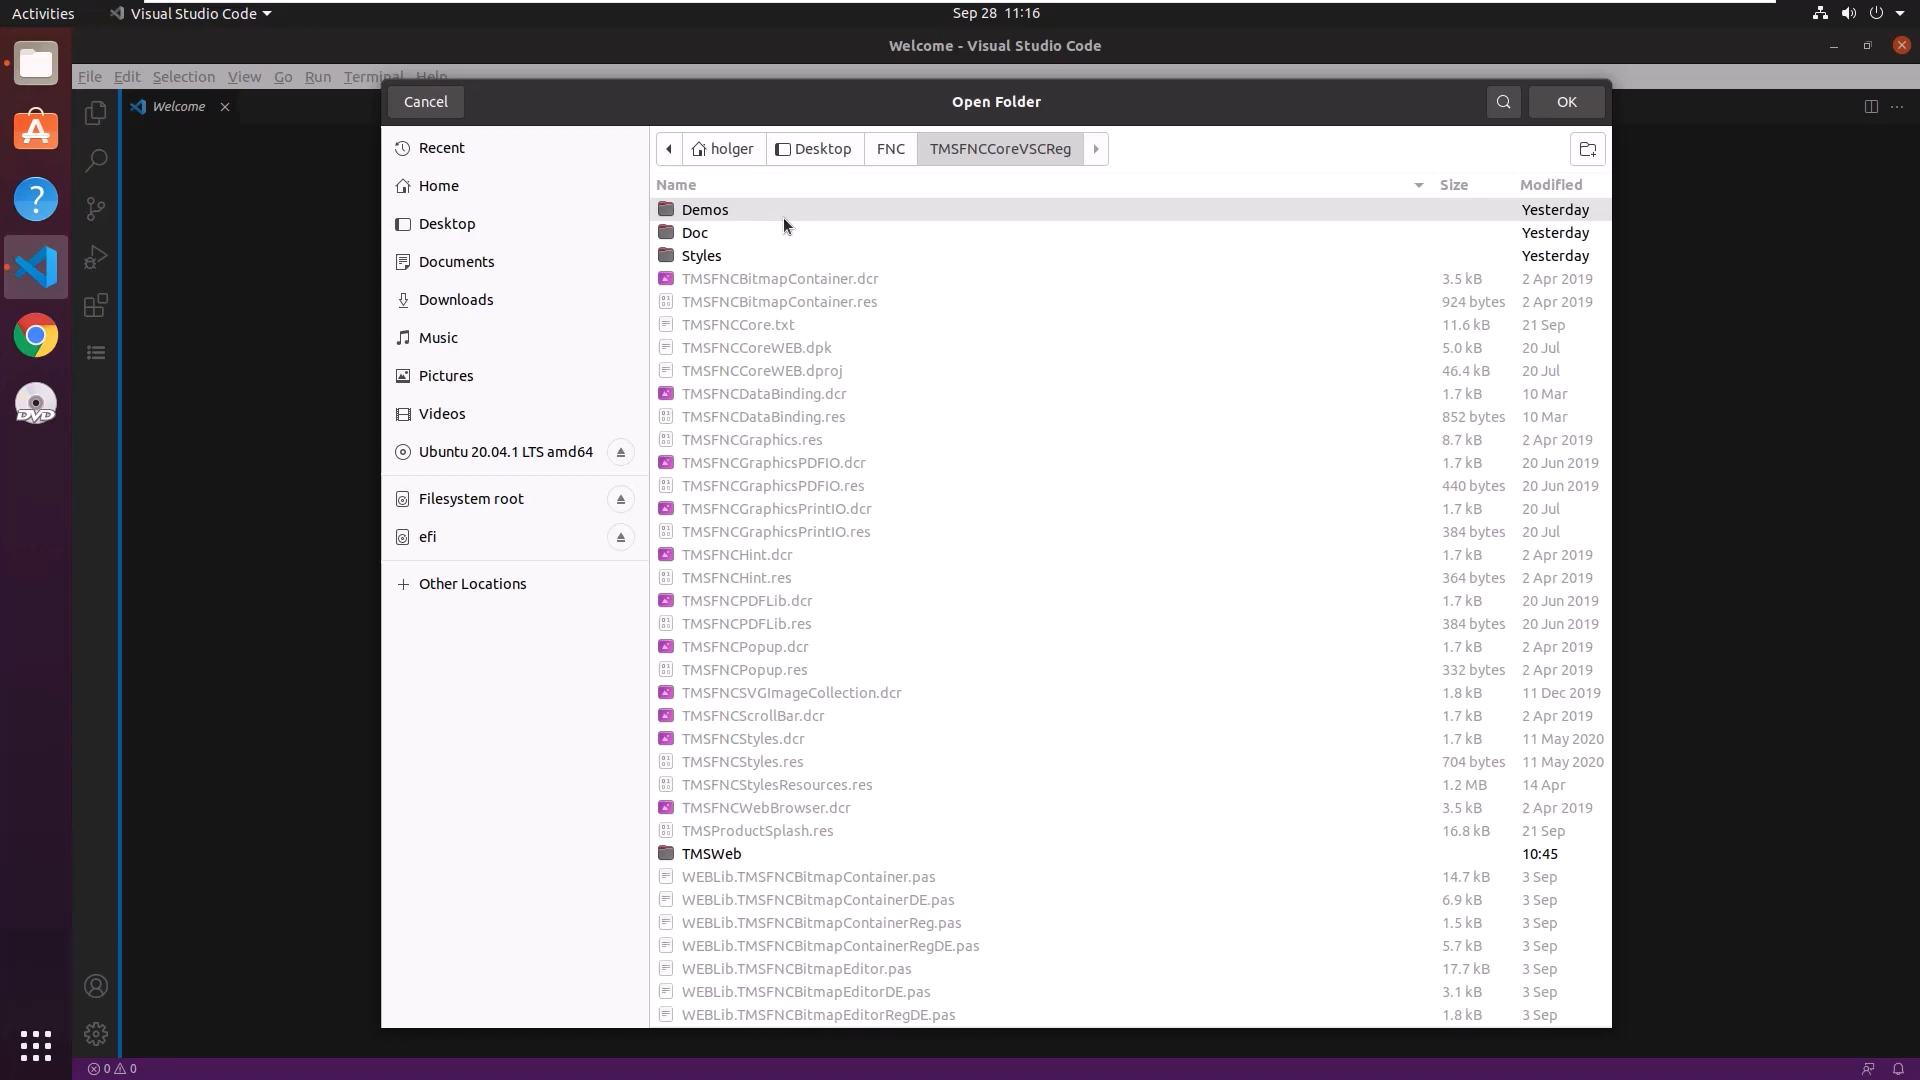 Activities Visual Studio Code Sep 28 11:16
Welcome - Visual Studio Code
File Edit Selection View Go Run Terminal Help
Welcome
Cancel Open Folder OK
Recent
Home
Desktop
Documents
Downloads
Music
Pictures
Videos
Ubuntu 20.04.1 LTS amd64
Filesystem root
efi
Other Locations
holger Desktop FNC TMSFNCCoreVSCReg
Name Size Modified
Demos Yesterday
Doc Yesterday
Styles Yesterday
TMSFNCBitmapContainer.dcr 3.5 kB 2 Apr 2019
TMSFNCBitmapContainer.res 924 bytes 2 Apr 2019
TMSFNCCore.txt 11.6 kB 21 Sep
TMSFNCCoreWEB.dpk 5.0 kB 20 Jul
TMSFNCCoreWEB.dproj 46.4 kB 20 Jul
TMSFNCDataBinding.dcr 1.7 kB 10 Mar
TMSFNCDataBinding.res 852 bytes 10 Mar
TMSFNCGraphics.res 8.7 kB 2 Apr 2019
TMSFNCGraphicsPDFIO.dcr 1.7 kB 20 Jun 2019
TMSFNCGraphicsPDFIO.res 440 bytes 20 Jun 2019
TMSFNCGraphicsPrintIO.dcr 1.7 kB 20 Jul
TMSFNCGraphicsPrintIO.res 384 bytes 20 Jul
TMSFNCHint.dcr 1.7 kB 2 Apr 2019
TMSFNCHint.res 364 bytes 2 Apr 2019
TMSFNCPDFLib.dcr 1.7 kB 20 Jun 2019
TMSFNCPDFLib.res 384 bytes 20 Jun 2019
TMSFNCPopup.dcr 1.7 kB 2 Apr 2019
TMSFNCPopup.res 332 bytes 2 Apr 2019
TMSFNCSVGImageCollection.dcr 1.8 kB 11 Dec 2019
TMSFNCScrollBar.dcr 1.7 kB 2 Apr 2019
TMSFNCStyles.dcr 1.7 kB 11 May 2020
TMSFNCStyles.res 704 bytes 11 May 2020
TMSFNCStylesResources.res 1.2 MB 14 Apr
TMSFNCWebBrowser.dcr 3.5 kB 2 Apr 2019
TMSProductSplash.res 16.8 kB 21 Sep
TMSWeb 10:45
WEBLib.TMSFNCBitmapContainer.pas 14.7 kB 3 Sep
WEBLib.TMSFNCBitmapContainerDE.pas 6.9 kB 3 Sep
WEBLib.TMSFNCBitmapContainerReg.pas 1.5 kB 3 Sep
WEBLib.TMSFNCBitmapContainerRegDE.pas 5.7 kB 3 Sep
WEBLib.TMSFNCBitmapEditor.pas 17.7 kB 3 Sep
WEBLib.TMSFNCBitmapEditorDE.pas 3.1 kB 3 Sep
WEBLib.TMSFNCBitmapEditorRegDE.pas 1.8 kB 3 Sep
DVD
0 0